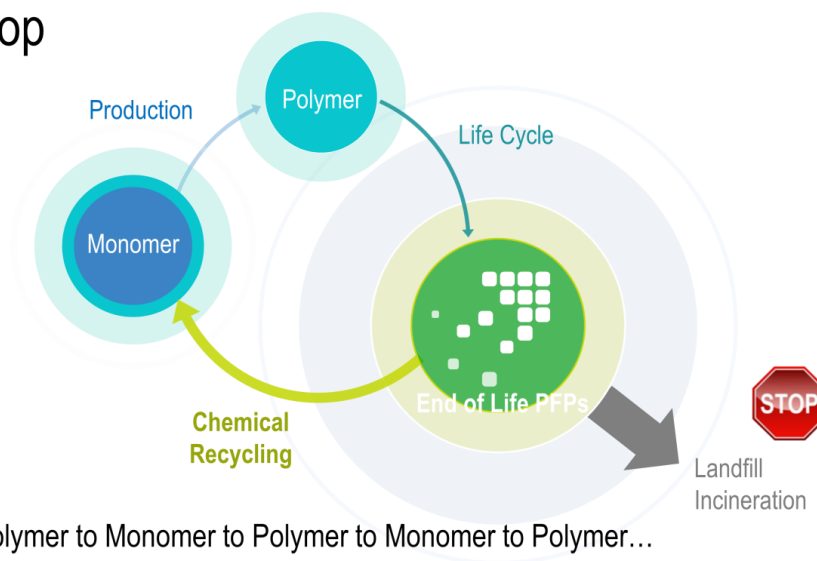 op
Polymer
Production
Life Cycle
Monomer
End of Life PFPs
STOP
Chemical
Recycling
Landfill
Incineration
olymer to Monomer to Polymer to Monomer to Polymer…